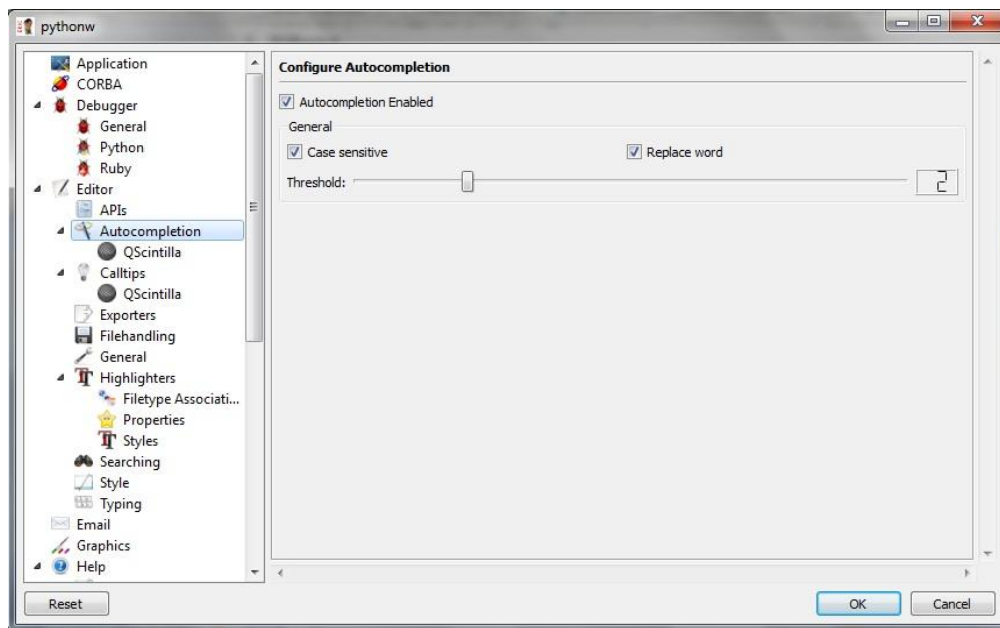 pythonw
Application
CORBA
Debugger
General
Python
Ruby
Editor
APIs
Autocompletion
QScintilla
Calltips
QScintilla
Exporters
Filehandling
General
Highlighters
Filetype Associati...
Properties
Styles
Searching
Style
Typing
Email
Graphics
Help
Configure Autocompletion
Autocompletion Enabled
General
Case sensitive Replace word
Threshold: 2
Reset OK Cancel